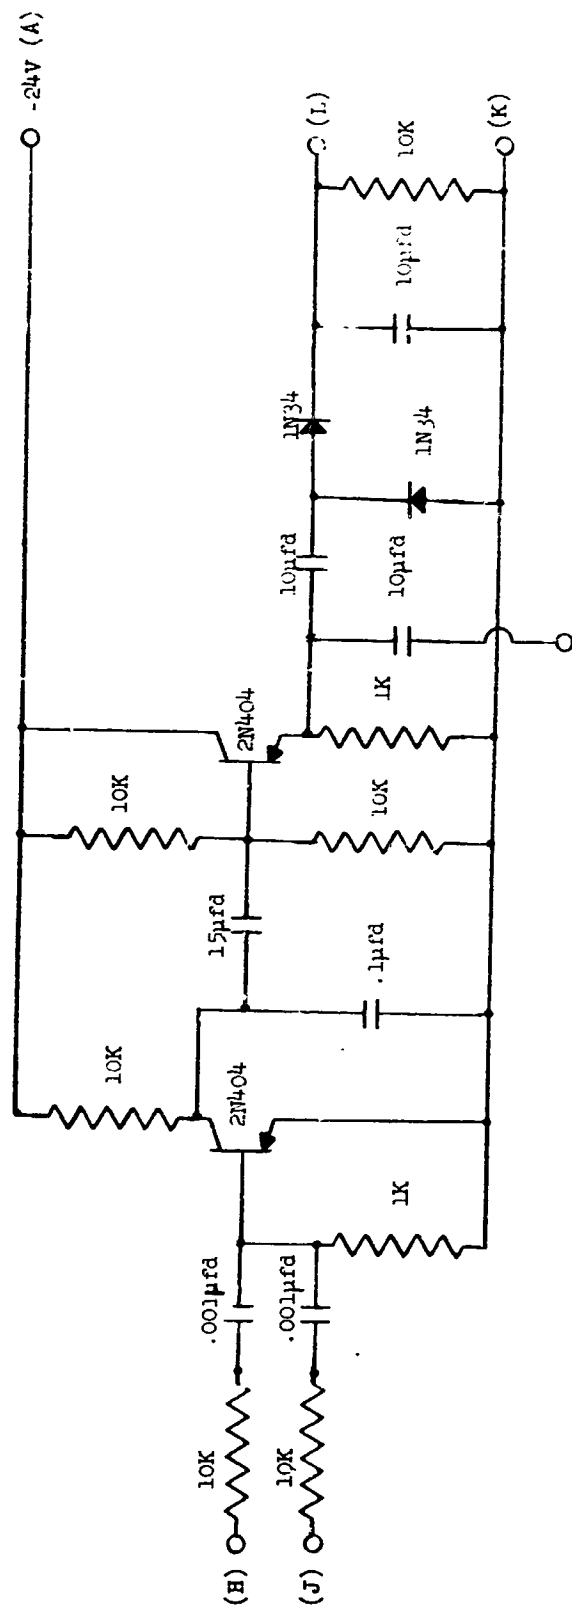 -24V (A)
10K
10K
2N404
2N404
15µfd
.1µfd
10K
1K
10µfd
10µfd
1N34
1N34
10µfd
10K
(L)
(K)
1K
.001µfd
.001µfd
10K
10K
(H)
(J)